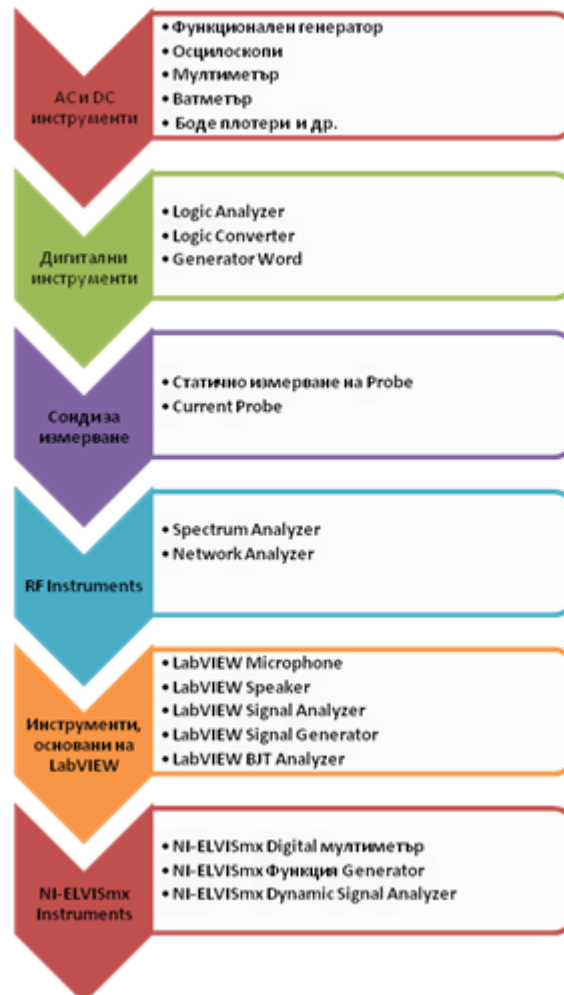 AC и DC
инструменти
• Функционален генератор
• Осцилоскопи
• Мултиметър
• Ватметър
• Боде плотери и др.
Дигитални
инструменти
• Logic Analyzer
• Logic Converter
• Generator Word
Сонди за
измерване
• Статично измерване на Probe
• Current Probe
RF Instruments
• Spectrum Analyzer
• Network Analyzer
Инструменти,
основани на
LabVIEW
• LabVIEW Microphone
• LabVIEW Speaker
• LabVIEW Signal Analyzer
• LabVIEW Signal Generator
• LabVIEW BJT Analyzer
NI-ELVISmx
Instruments
• NI-ELVISmx Digital мултиметър
• NI-ELVISmx Функция Generator
• NI-ELVISmx Dynamic Signal Analyzer